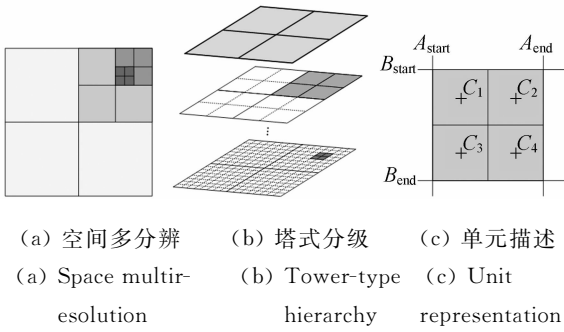 A_start A_end
B_start
C_1 C_2
C_3 C_4
B_end
⋮
(a) 空间多分辨 (b) 塔式分级 (c) 单元描述
(a) Space multir- (b) Tower-type (c) Unit
esolution hierarchy representation